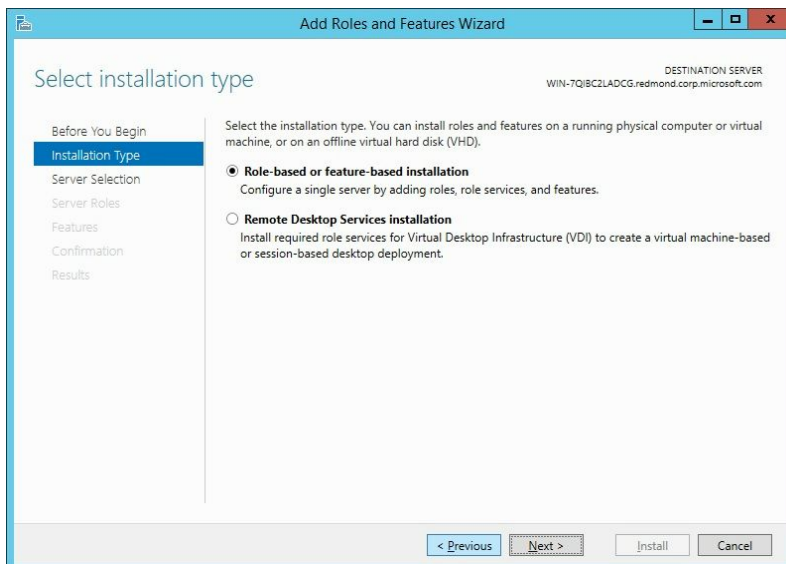 Add Roles and Features Wizard
Select installation type
DESTINATION SERVER
WIN-7QIBC2LADCG.redmond.corp.microsoft.com
Before You Begin
Installation Type
Server Selection
Server Roles
Features
Confirmation
Results
Select the installation type. You can install roles and features on a running physical computer or virtual
machine, or on an offline virtual hard disk (VHD).
Role-based or feature-based installation
Configure a single server by adding roles, role services, and features.
Remote Desktop Services installation
Install required role services for Virtual Desktop Infrastructure (VDI) to create a virtual machine-based
or session-based desktop deployment.
< Previous
Next >
Install
Cancel